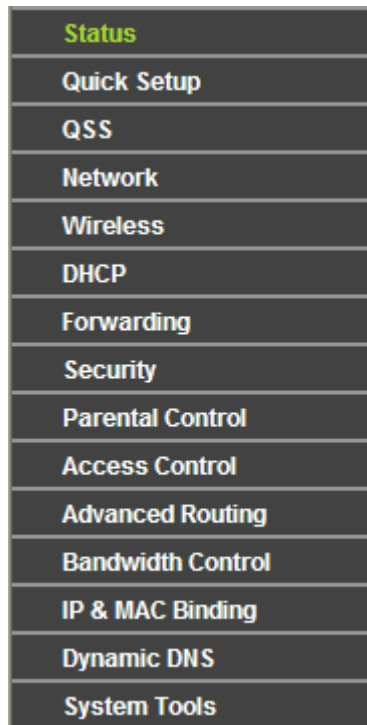 Status
Quick Setup
QSS
Network
Wireless
DHCP
Forwarding
Security
Parental Control
Access Control
Advanced Routing
Bandwidth Control
IP & MAC Binding
Dynamic DNS
System Tools